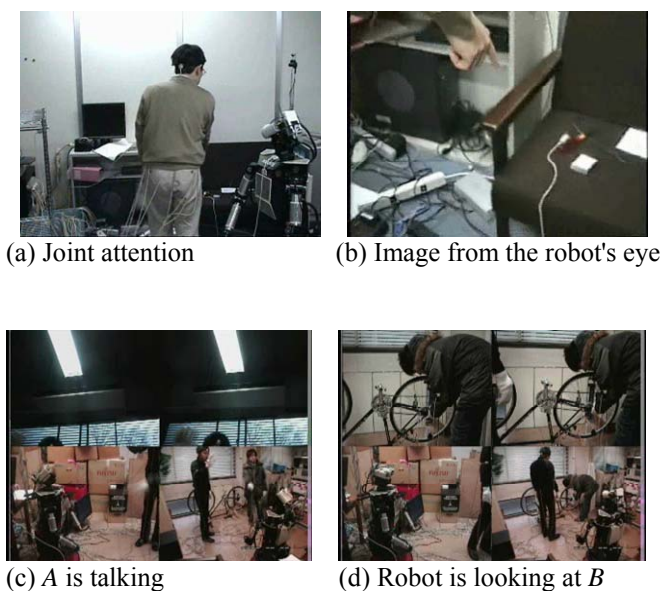 (a) Joint attention
(b) Image from the robot's eye
(c) A is talking
(d) Robot is looking at B